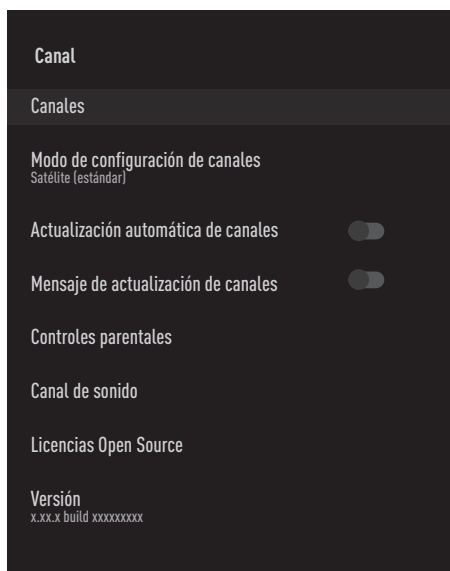 Canal
Canales
Modo de configuración de canales
Satélite (estándar)
Actualización automática de canales
Mensaje de actualización de canales
Controles parentales
Canal de sonido
Licencias Open Source
Versión
x.xx.x build xxxxxxxxx